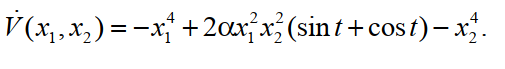 V̇(x₁, x₂) = −x₁⁴ + 2αx₁²x₂²(sin t + cos t) − x₂⁴.